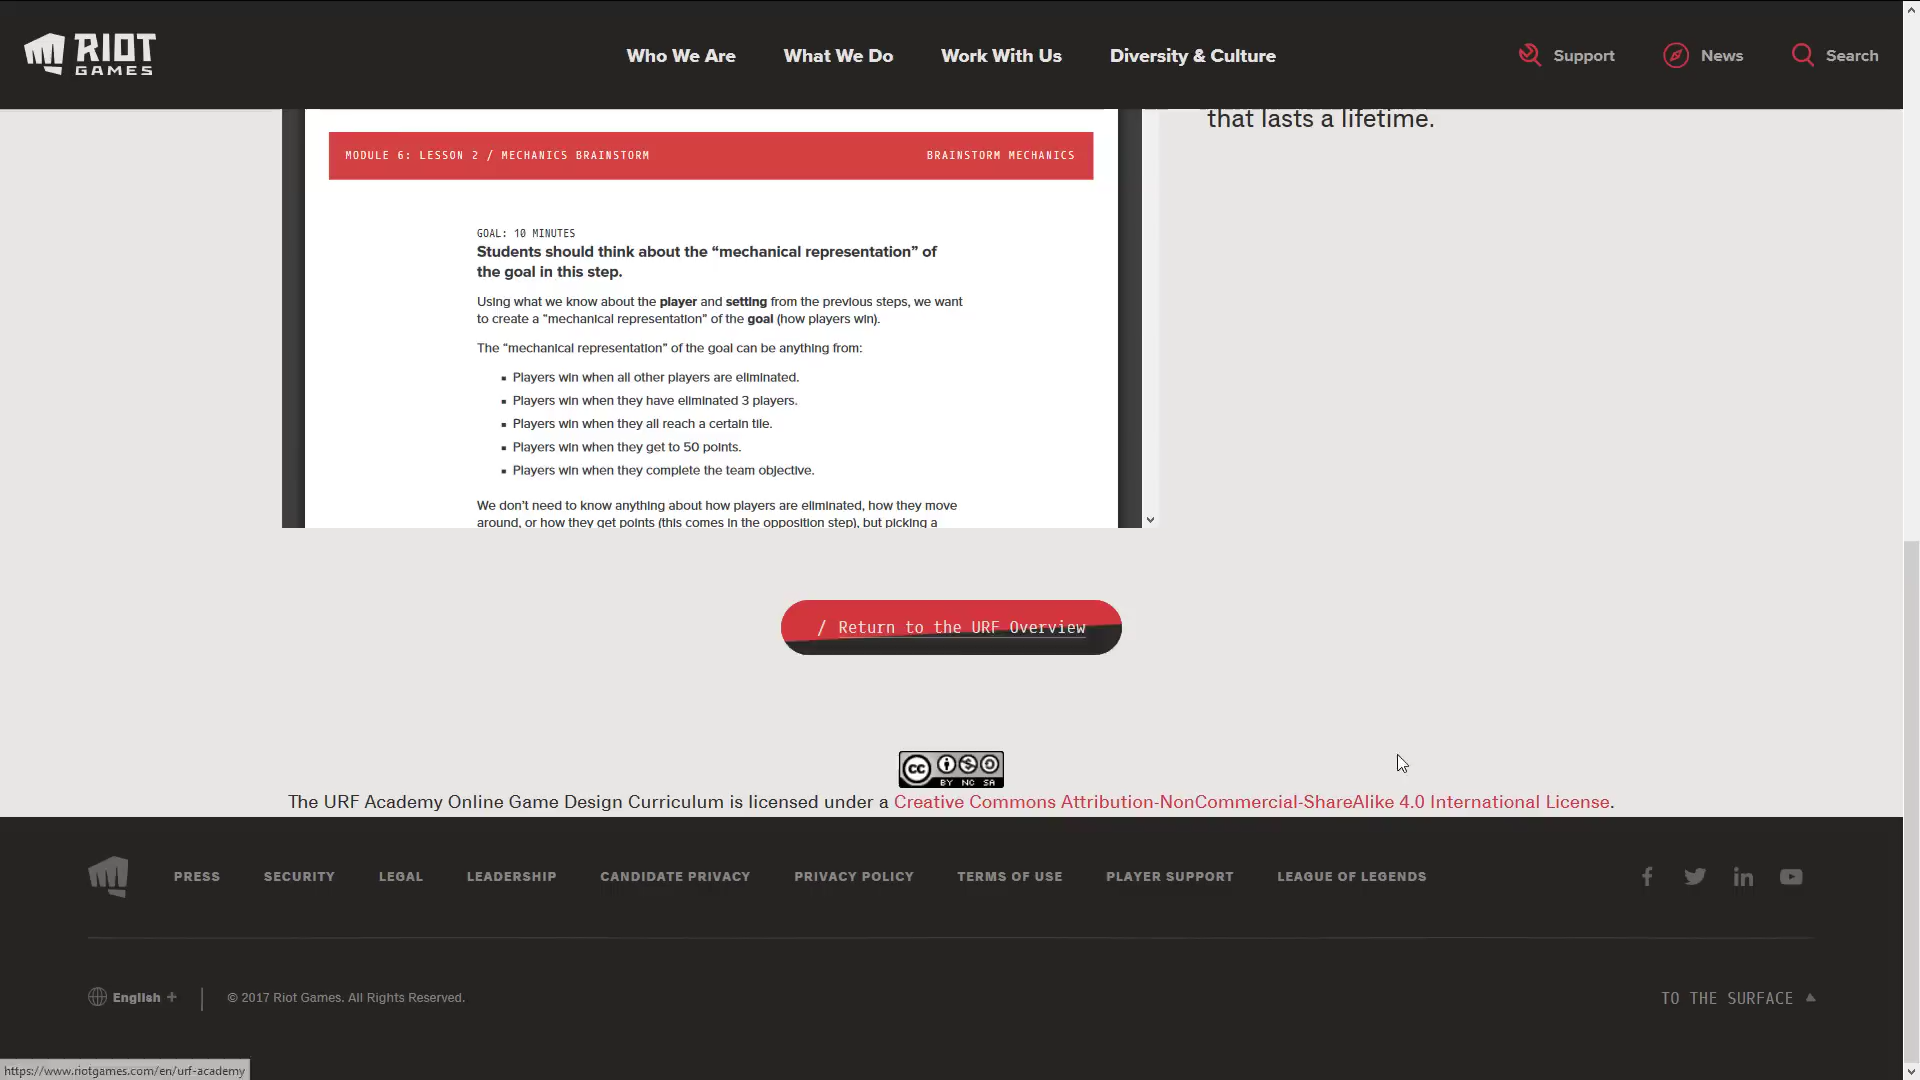 RIOT GAMES
Who We Are
What We Do
Work With Us
Diversity & Culture
Support
News
Search
that lasts a lifetime.
MODULE 6: LESSON 2 / MECHANICS BRAINSTORM
BRAINSTORM MECHANICS
GOAL: 10 MINUTES
Students should think about the “mechanical representation” of
the goal in this step.
Using what we know about the player and setting from the previous steps, we want
to create a "mechanical representation" of the goal (how players win).
The “mechanical representation” of the goal can be anything from:
▪ Players win when all other players are eliminated.
▪ Players win when they have eliminated 3 players.
▪ Players win when they all reach a certain tile.
▪ Players win when they get to 50 points.
▪ Players win when they complete the team objective.
We don’t need to know anything about how players are eliminated, how they move
around, or how they get points (this comes in the opposition step), but picking a
/ Return to the URF Overview
cc BY NC SA
The URF Academy Online Game Design Curriculum is licensed under a Creative Commons Attribution-NonCommercial-ShareAlike 4.0 International License.
PRESS
SECURITY
LEGAL
LEADERSHIP
CANDIDATE PRIVACY
PRIVACY POLICY
TERMS OF USE
PLAYER SUPPORT
LEAGUE OF LEGENDS
English +
© 2017 Riot Games. All Rights Reserved.
TO THE SURFACE
https://www.riotgames.com/en/urf-academy